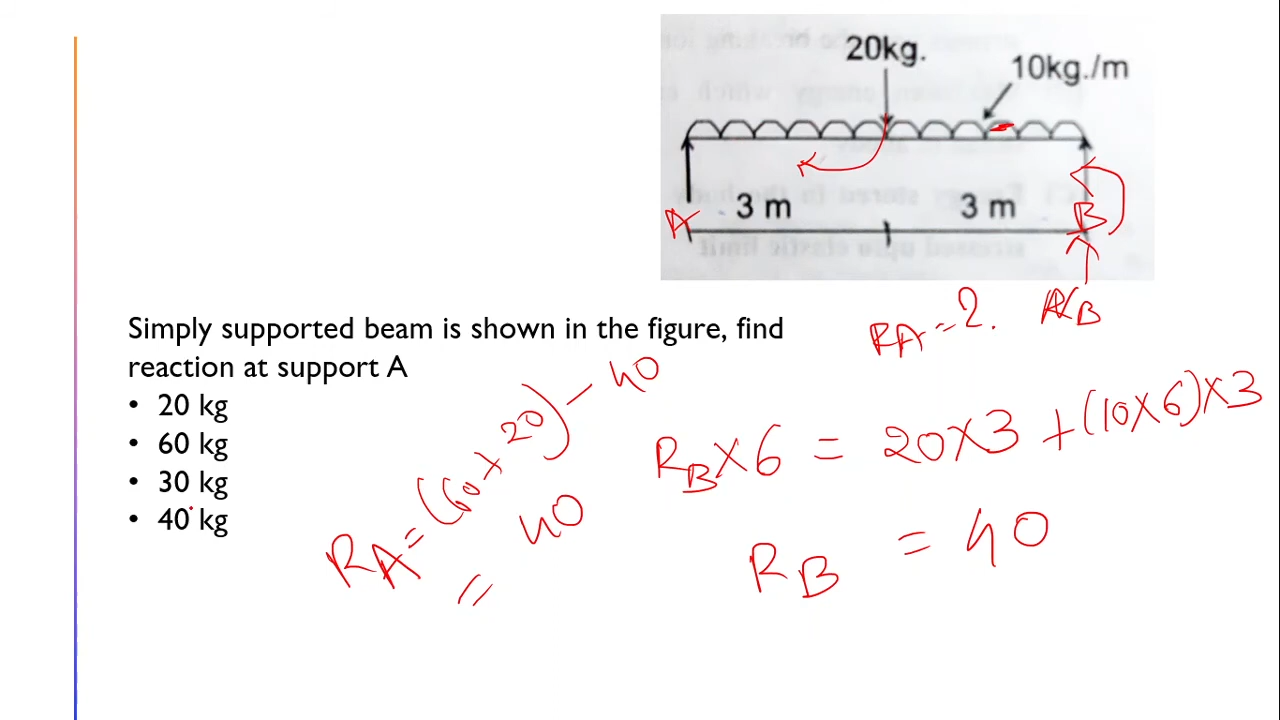 20kg.
10kg./m
3 m
3 m
A
B
Simply supported beam is shown in the figure, find
reaction at support A
• 20 kg
• 60 kg
• 30 kg
• 40 kg
RA = ?
RB × 6 = 20×3 + (10×6)×3
RB = 40
RA = (60+20) - 40
= 40